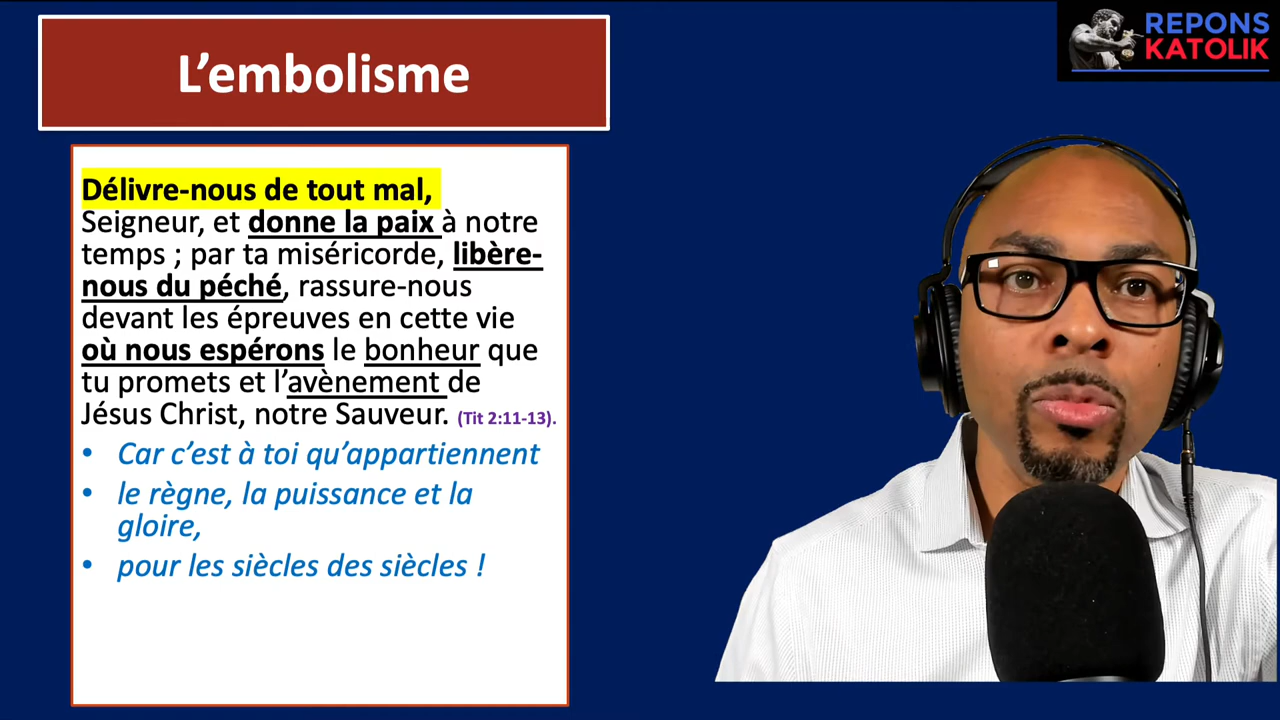 L’embolisme
REPONS
KATOLIK
Délivre-nous de tout mal,
Seigneur, et donne la paix à notre
temps ; par ta miséricorde, libère-
nous du péché, rassure-nous
devant les épreuves en cette vie
où nous espérons le bonheur que
tu promets et l’avènement de
Jésus Christ, notre Sauveur. (Tit 2:11-13).
• Car c’est à toi qu’appartiennent
• le règne, la puissance et la
gloire,
• pour les siècles des siècles !